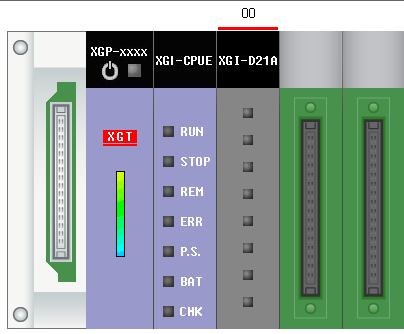 00
XGP-xxxx
XGI-CPUE
XGI-D21A
XGT
RUN
STOP
REM
ERR
P.S.
BAT
CHK